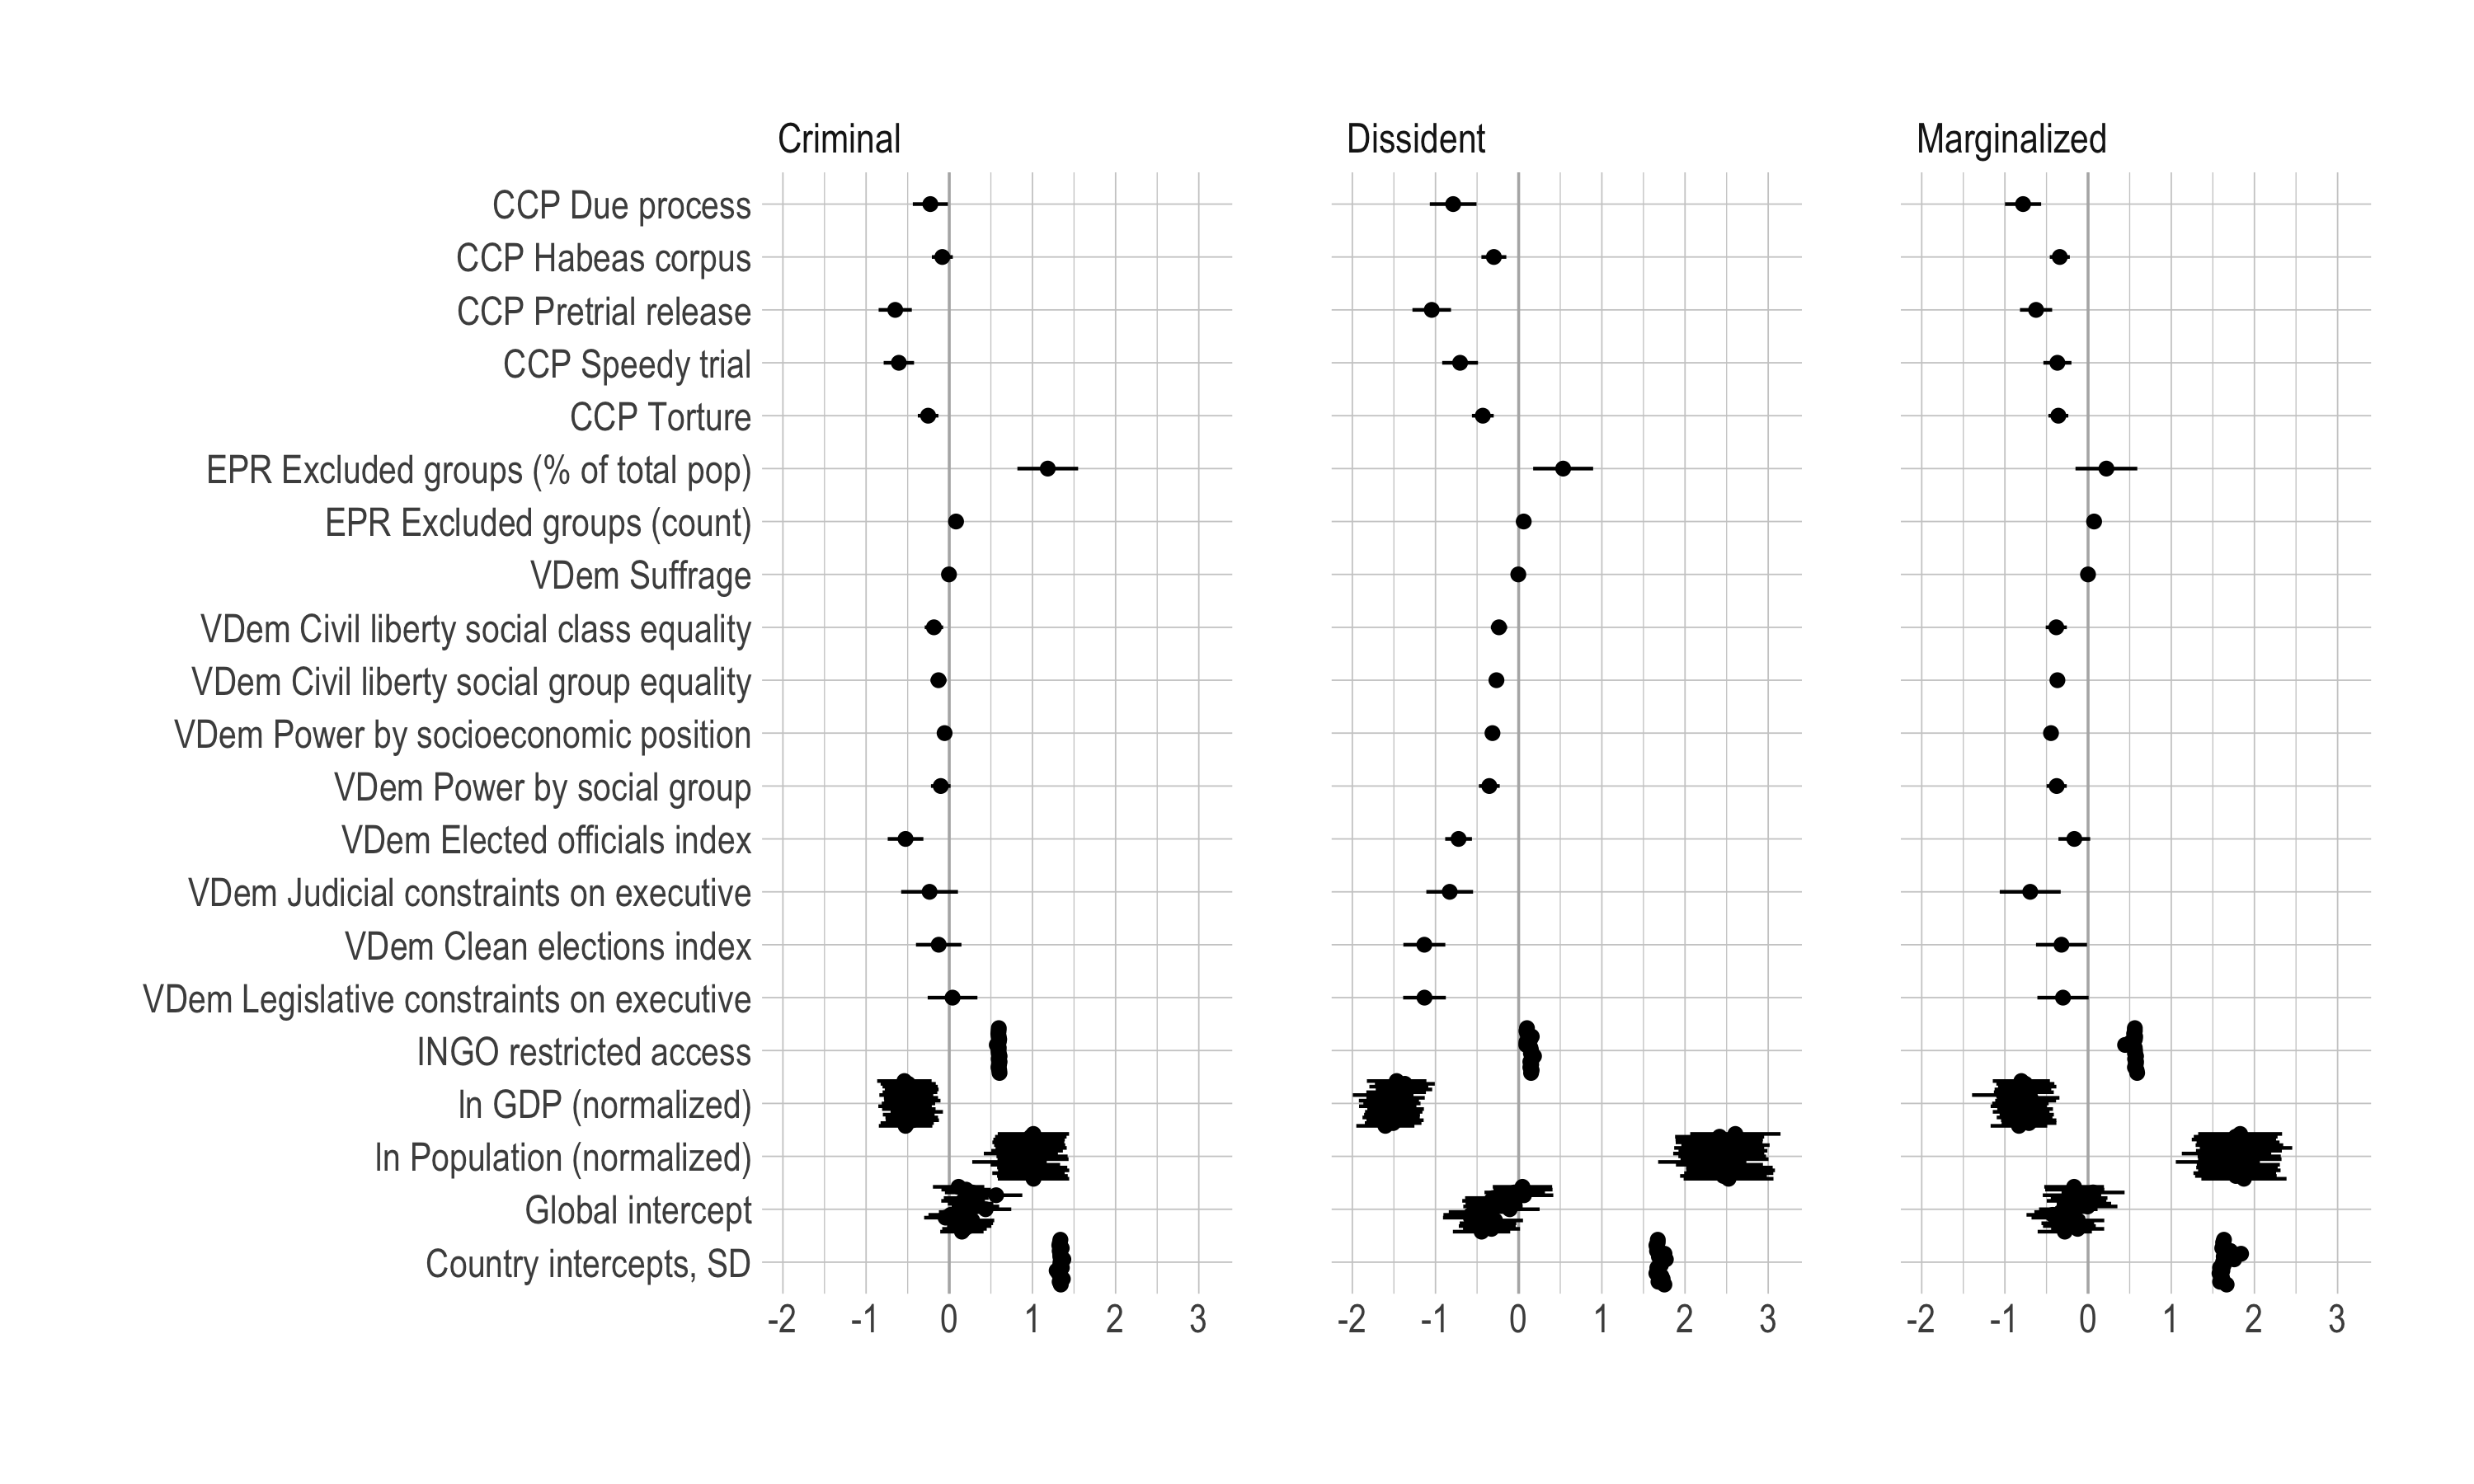 Criminal Dissident Marginalized
CCP Due process
CCP Habeas corpus
CCP Pretrial release
CCP Speedy trial
CCP Torture
EPR Excluded groups (% of total pop)
EPR Excluded groups (count)
VDem Suffrage
VDem Civil liberty social class equality
VDem Civil liberty social group equality
VDem Power by socioeconomic position
VDem Power by social group
VDem Elected officials index
VDem Judicial constraints on executive
VDem Clean elections index
VDem Legislative constraints on executive
INGO restricted access
ln GDP (normalized)
ln Population (normalized)
Global intercept
Country intercepts, SD
-2 -1 0 1 2 3 -2 -1 0 1 2 3 -2 -1 0 1 2 3